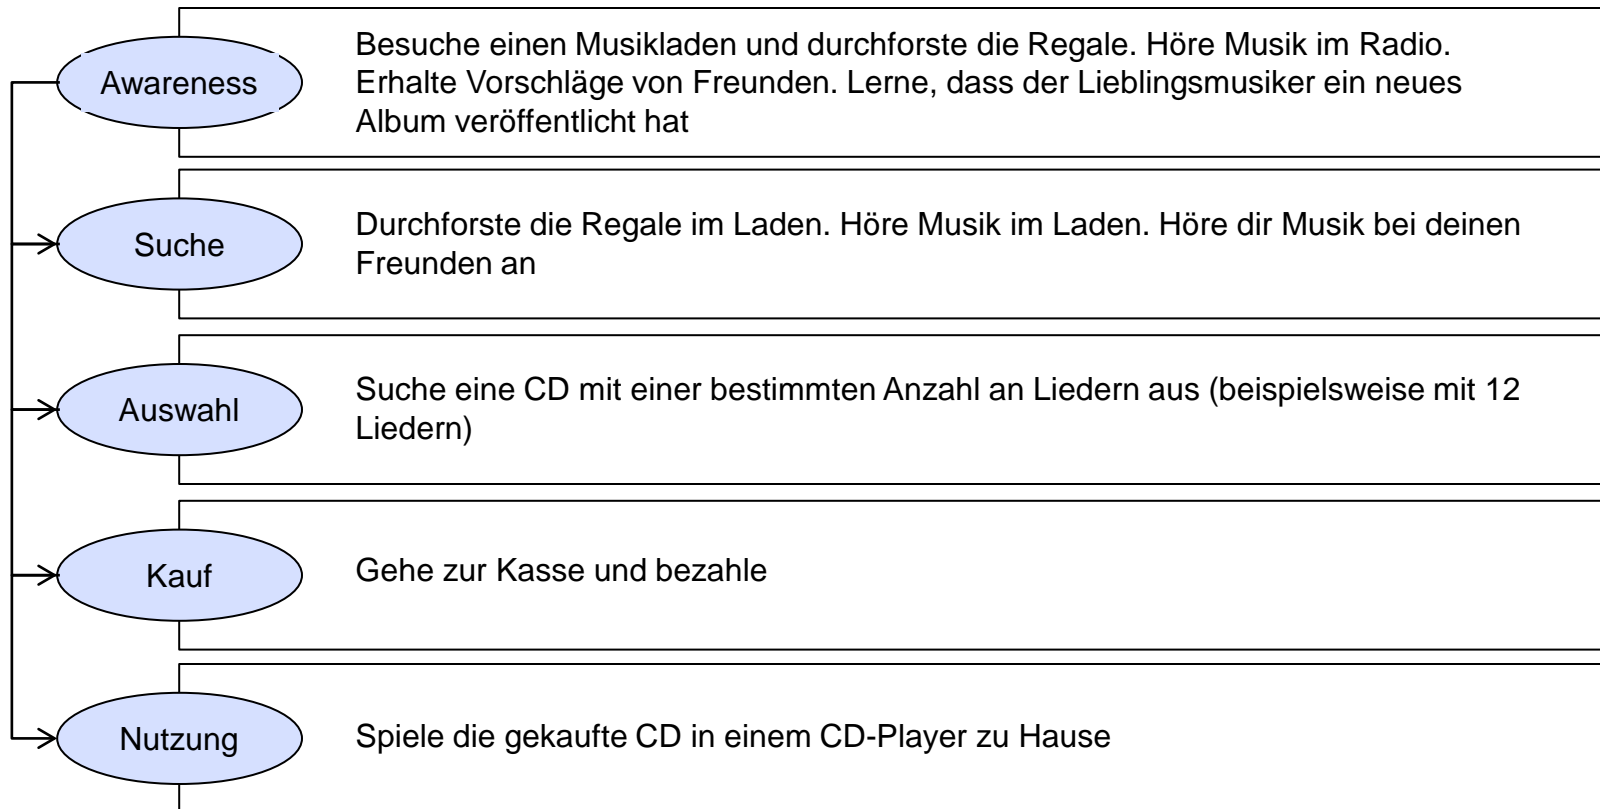 Awareness
Besuche einen Musikladen und durchforste die Regale. Höre Musik im Radio.
Erhalte Vorschläge von Freunden. Lerne, dass der Lieblingsmusiker ein neues
Album veröffentlicht hat
Suche
Durchforste die Regale im Laden. Höre Musik im Laden. Höre dir Musik bei deinen
Freunden an
Auswahl
Suche eine CD mit einer bestimmten Anzahl an Liedern aus (beispielsweise mit 12
Liedern)
Kauf
Gehe zur Kasse und bezahle
Nutzung
Spiele die gekaufte CD in einem CD-Player zu Hause